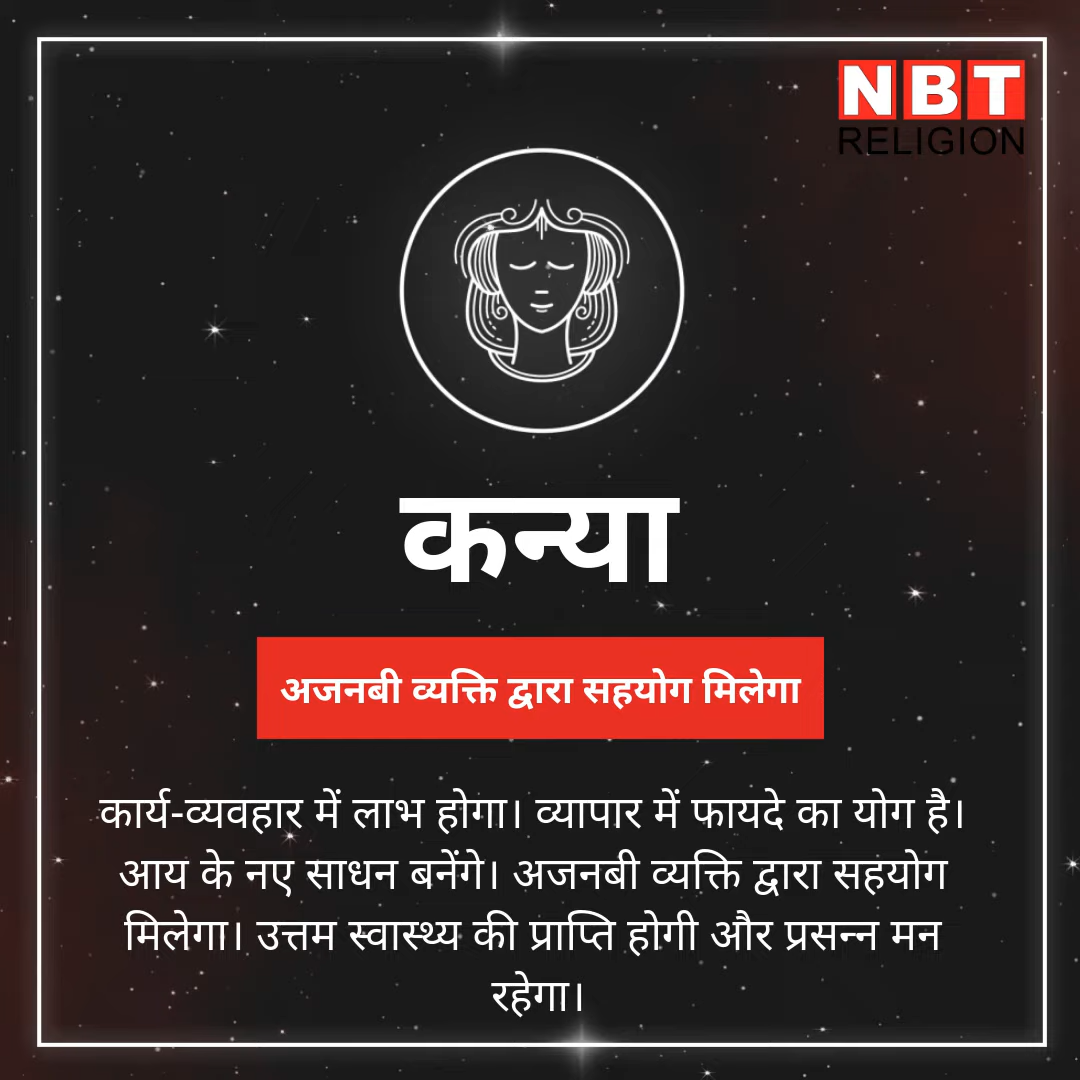 NBT
RELIGION
कन्या
अजनबी व्यक्ति द्वारा सहयोग मिलेगा
कार्य-व्यवहार में लाभ होगा। व्यापार में फायदे का योग है।
आय के नए साधन बनेंगे। अजनबी व्यक्ति द्वारा सहयोग
मिलेगा। उत्तम स्वास्थ्य की प्राप्ति होगी और प्रसन्न मन
रहेगा।